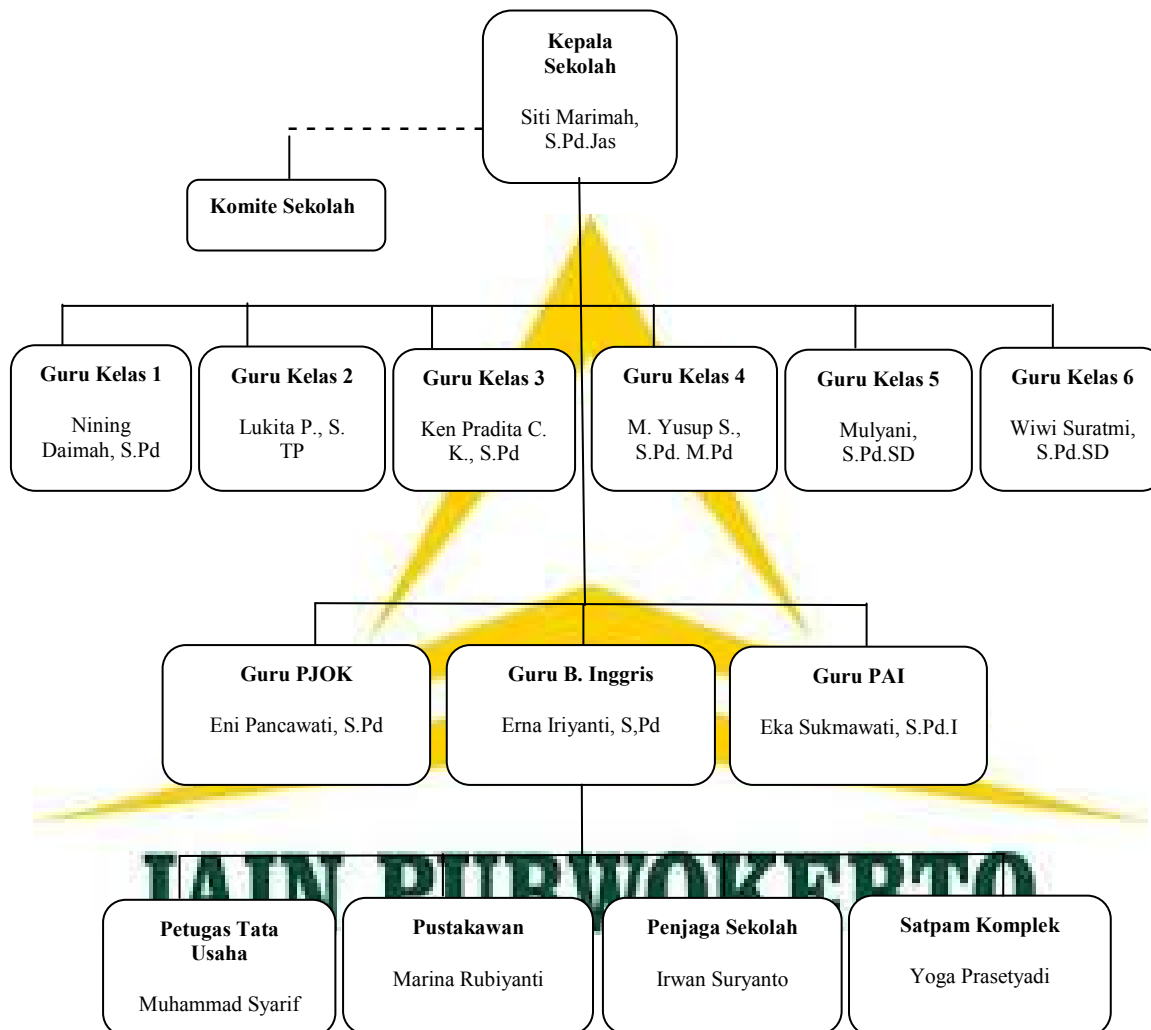 Kepala
Sekolah
Siti Marimah,
S.Pd.Jas
Komite Sekolah
Guru Kelas 1
Nining
Daimah, S.Pd
Guru Kelas 2
Lukita P., S.
TP
Guru Kelas 3
Ken Pradita C.
K., S.Pd
Guru Kelas 4
M. Yusup S.,
S.Pd. M.Pd
Guru Kelas 5
Mulyani,
S.Pd.SD
Guru Kelas 6
Wiwi Suratmi,
S.Pd.SD
Guru PJOK
Eni Pancawati, S.Pd
Guru B. Inggris
Erna Iriyanti, S,Pd
Guru PAI
Eka Sukmawati, S.Pd.I
IAIN PURWOKERTO
Petugas Tata
Usaha
Muhammad Syarif
Pustakawan
Marina Rubiyanti
Penjaga Sekolah
Irwan Suryanto
Satpam Komplek
Yoga Prasetyadi